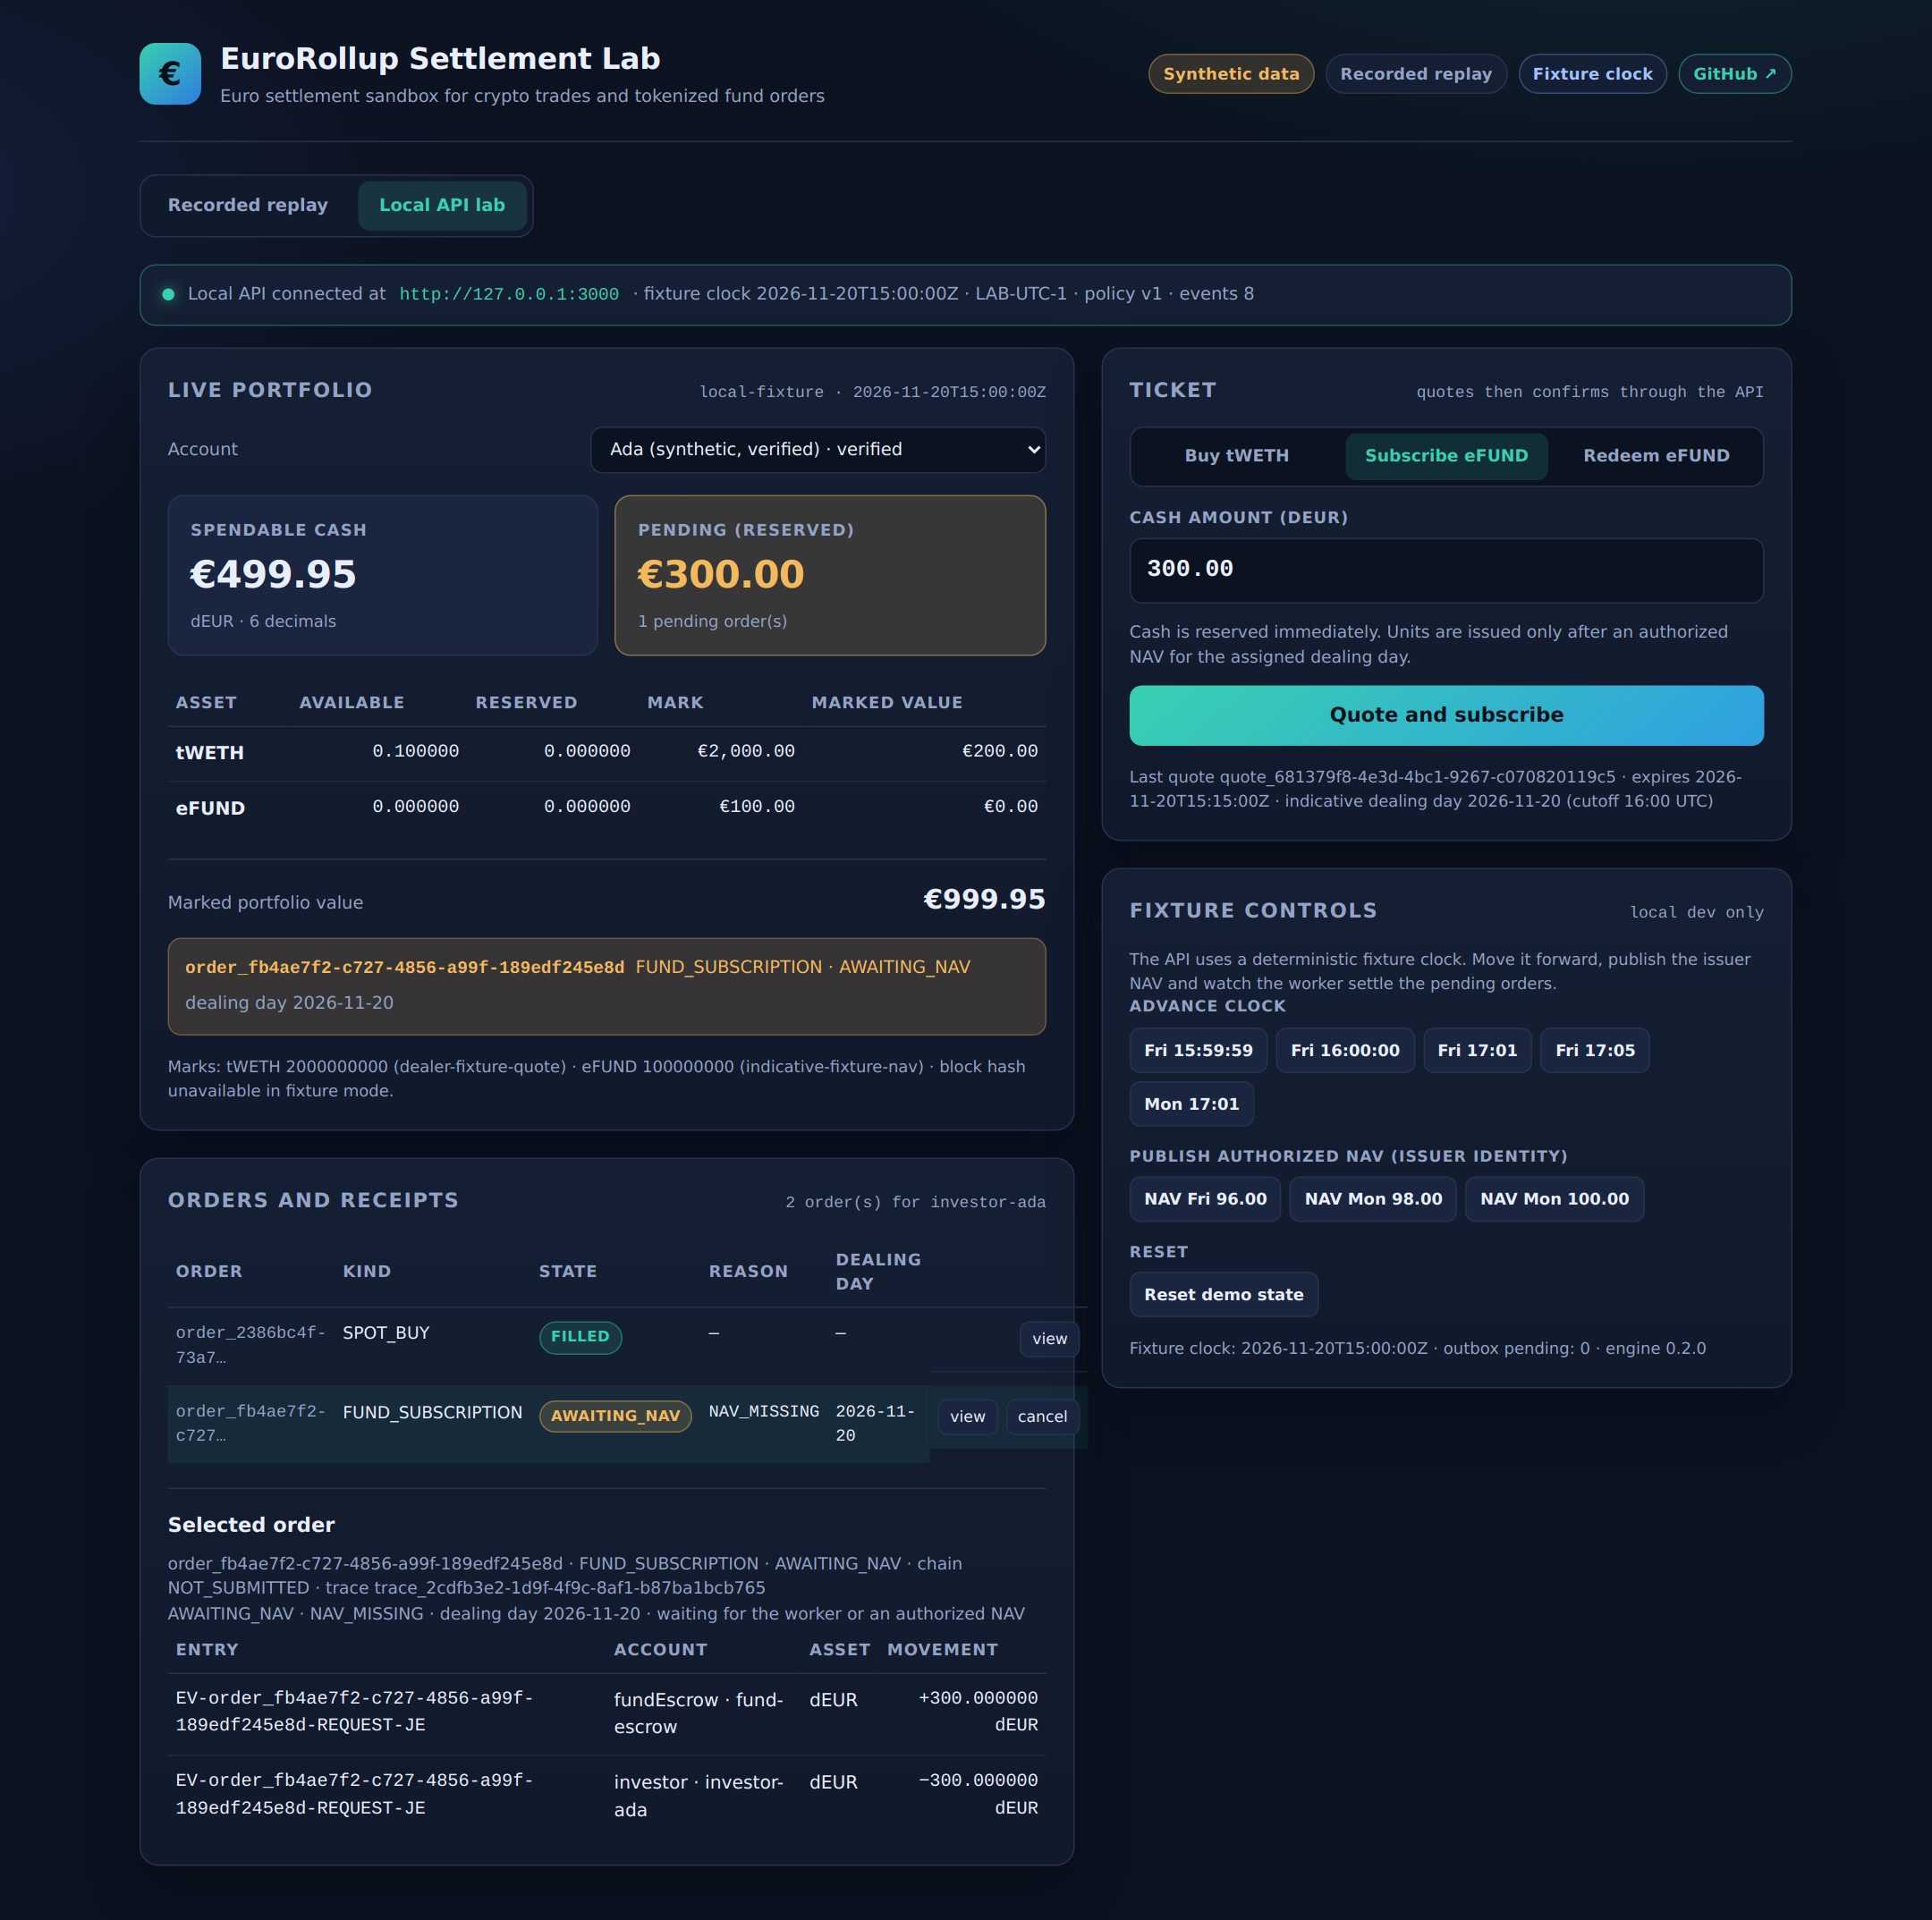 €
EuroRollup Settlement Lab
Euro settlement sandbox for crypto trades and tokenized fund orders
Synthetic data
Recorded replay
Fixture clock
GitHub ↗
Recorded replay
Local API lab
Local API connected at http://127.0.0.1:3000 · fixture clock 2026-11-20T15:00:00Z · LAB-UTC-1 · policy v1 · events 8
LIVE PORTFOLIO
local-fixture · 2026-11-20T15:00:00Z
Account
Ada (synthetic, verified) · verified
SPENDABLE CASH
€499.95
dEUR · 6 decimals
PENDING (RESERVED)
€300.00
1 pending order(s)
ASSET AVAILABLE RESERVED MARK MARKED VALUE
tWETH 0.100000 0.000000 €2,000.00 €200.00
eFUND 0.000000 0.000000 €100.00 €0.00
Marked portfolio value €999.95
order_fb4ae7f2-c727-4856-a99f-189edf245e8d FUND_SUBSCRIPTION · AWAITING_NAV
dealing day 2026-11-20
Marks: tWETH 2000000000 (dealer-fixture-quote) · eFUND 100000000 (indicative-fixture-nav) · block hash
unavailable in fixture mode.
ORDERS AND RECEIPTS
2 order(s) for investor-ada
ORDER KIND STATE REASON DEALING
DAY
order_2386bc4f- SPOT_BUY FILLED — — view
73a7…
order_fb4ae7f2- FUND_SUBSCRIPTION AWAITING_NAV NAV_MISSING 2026-11- view cancel
c727… 20
Selected order
order_fb4ae7f2-c727-4856-a99f-189edf245e8d · FUND_SUBSCRIPTION · AWAITING_NAV · chain
NOT_SUBMITTED · trace trace_2cdfb3e2-1d9f-4f9c-8af1-b87ba1bcb765
AWAITING_NAV · NAV_MISSING · dealing day 2026-11-20 · waiting for the worker or an authorized NAV
ENTRY ACCOUNT ASSET MOVEMENT
EV-order_fb4ae7f2-c727-4856-a99f- fundEscrow · fund- dEUR +300.000000
189edf245e8d-REQUEST-JE escrow dEUR
EV-order_fb4ae7f2-c727-4856-a99f- investor · investor- dEUR −300.000000
189edf245e8d-REQUEST-JE ada dEUR
TICKET
quotes then confirms through the API
Buy tWETH
Subscribe eFUND
Redeem eFUND
CASH AMOUNT (DEUR)
300.00
Cash is reserved immediately. Units are issued only after an authorized
NAV for the assigned dealing day.
Quote and subscribe
Last quote quote_681379f8-4e3d-4bc1-9267-c070820119c5 · expires 2026-
11-20T15:15:00Z · indicative dealing day 2026-11-20 (cutoff 16:00 UTC)
FIXTURE CONTROLS
local dev only
The API uses a deterministic fixture clock. Move it forward, publish the issuer
NAV and watch the worker settle the pending orders.
ADVANCE CLOCK
Fri 15:59:59 Fri 16:00:00 Fri 17:01 Fri 17:05
Mon 17:01
PUBLISH AUTHORIZED NAV (ISSUER IDENTITY)
NAV Fri 96.00 NAV Mon 98.00 NAV Mon 100.00
RESET
Reset demo state
Fixture clock: 2026-11-20T15:00:00Z · outbox pending: 0 · engine 0.2.0